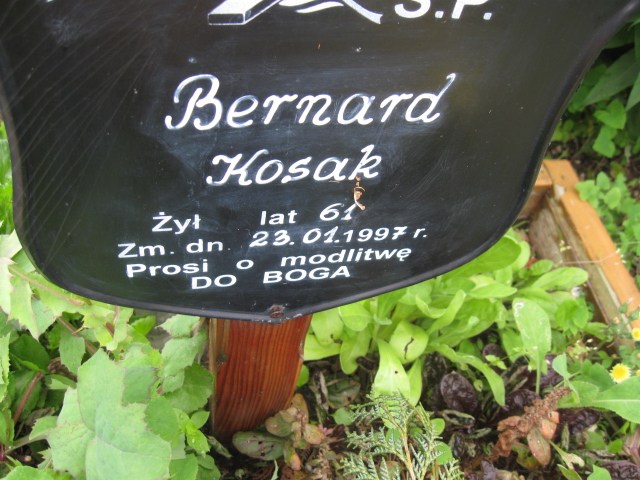 Ś.P.
Bernard
Kosak
Żył lat 61
Zm. dn. 23.01.1997 r.
Prosi o modlitwę
DO BOGA